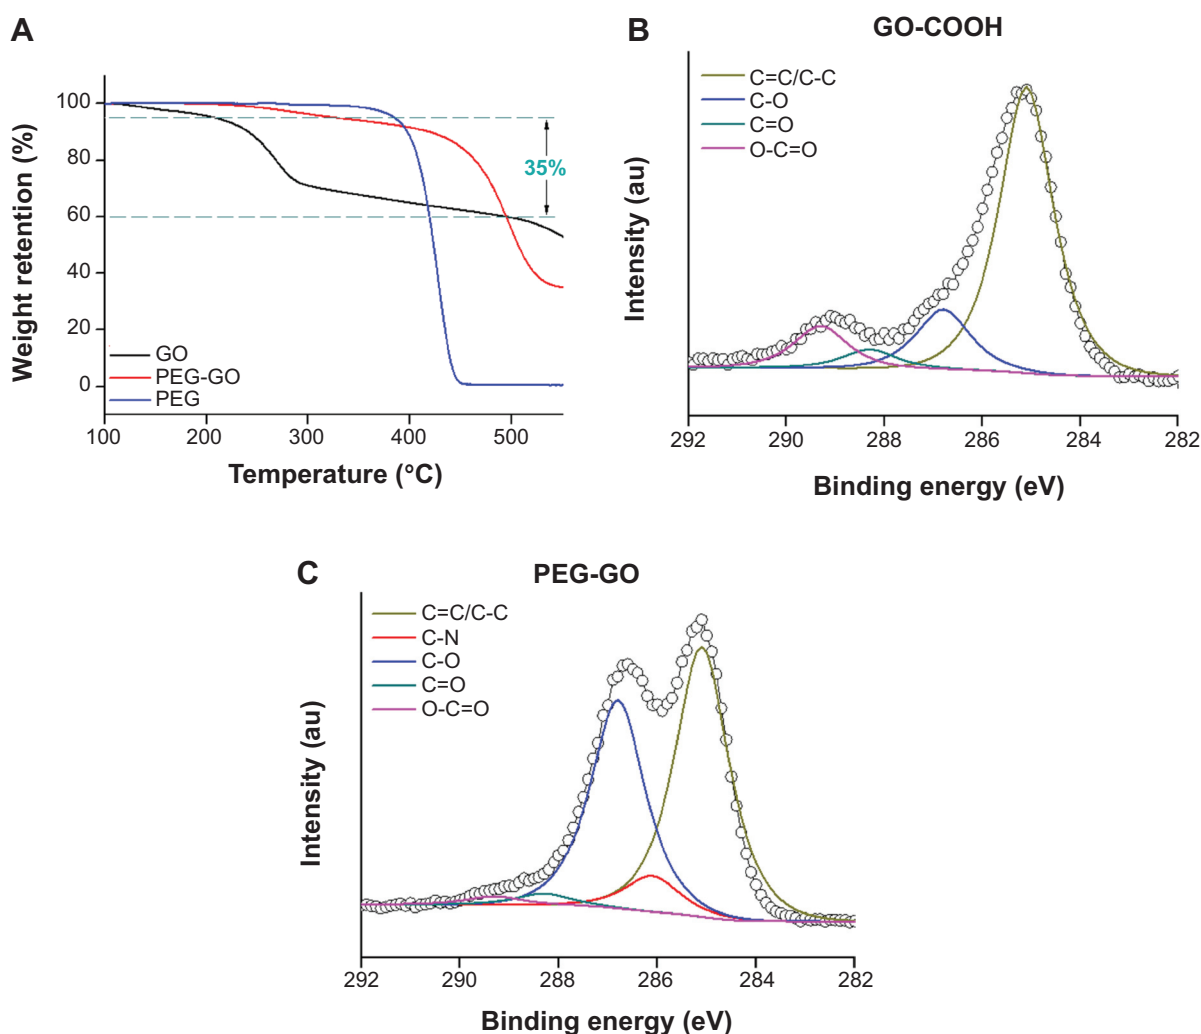 A
Weight retention (%)
100
80
60
40
20
0
35%
GO
PEG-GO
PEG
100
200
300
400
500
Temperature (°C)
B
GO-COOH
Intensity (au)
C=C/C-C
C-O
C=O
O-C=O
292
290
288
286
284
282
Binding energy (eV)
C
PEG-GO
Intensity (au)
C=C/C-C
C-N
C-O
C=O
O-C=O
292
290
288
286
284
282
Binding energy (eV)